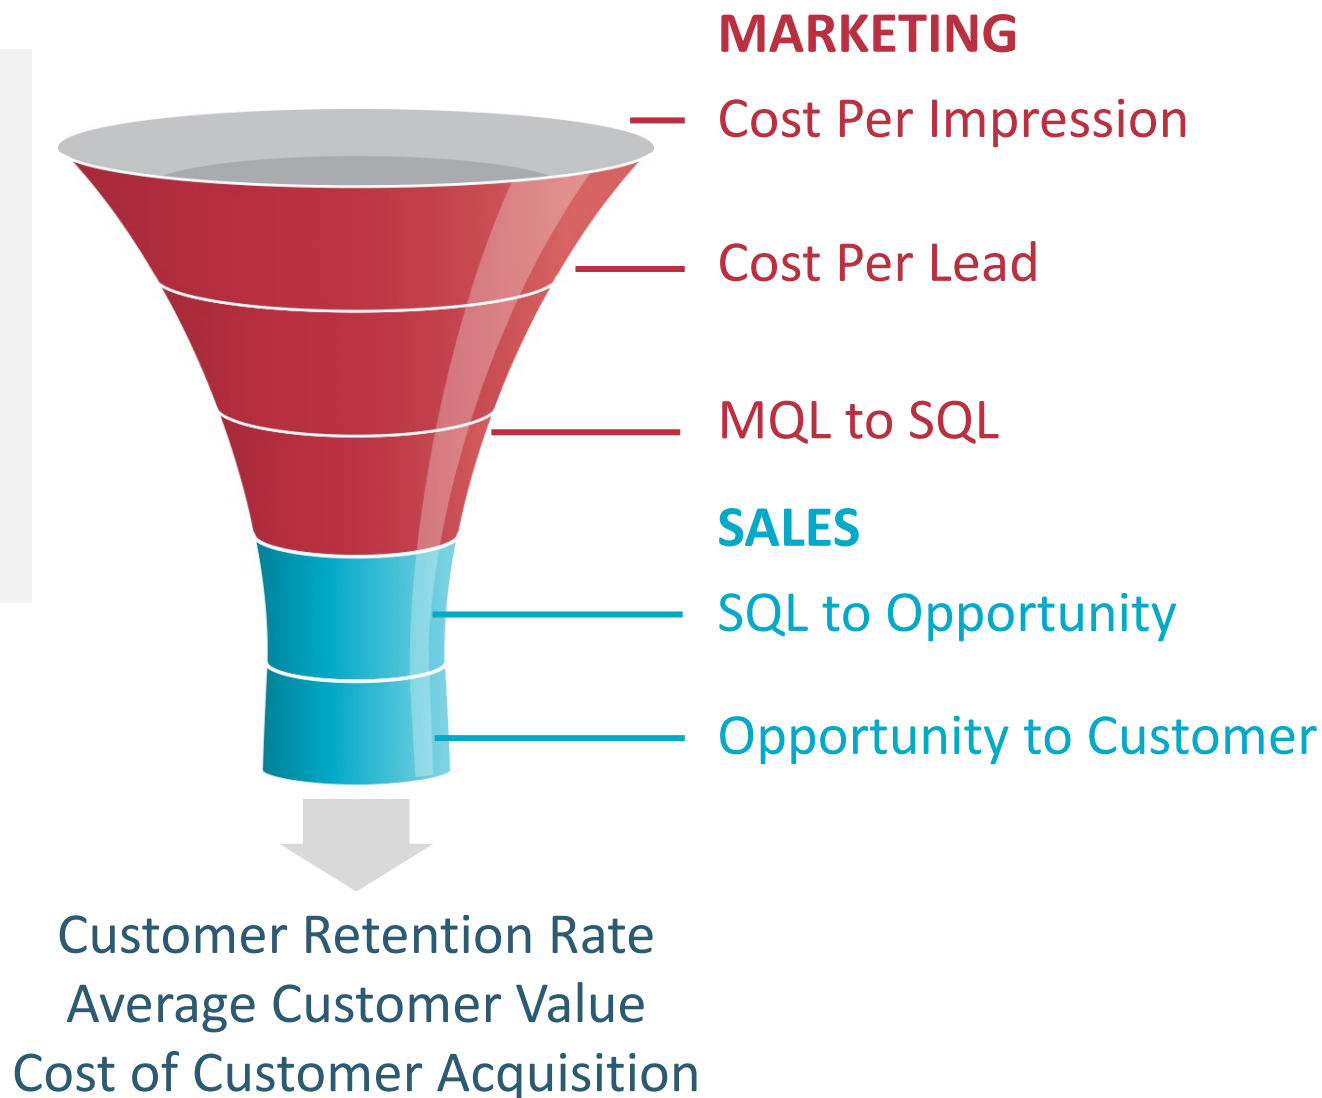 MARKETING
Cost Per Impression
Cost Per Lead
MQL to SQL
SALES
SQL to Opportunity
Opportunity to Customer
Customer Retention Rate
Average Customer Value
Cost of Customer Acquisition